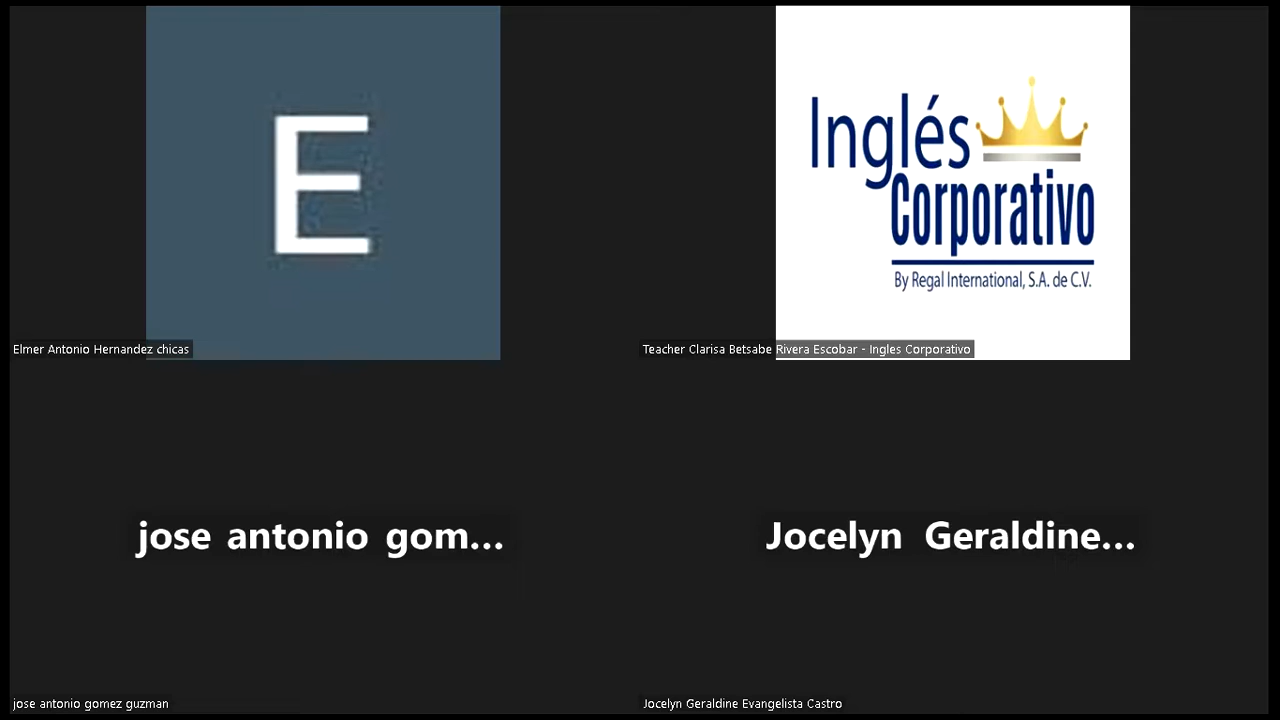 E
Inglés
Corporativo
By Regal International, S.A. de C.V.
Elmer Antonio Hernandez chicas
Teacher Clarisa Betsabe Rivera Escobar - Ingles Corporativo
jose antonio gom...
Jocelyn Geraldine...
jose antonio gomez guzman
Jocelyn Geraldine Evangelista Castro